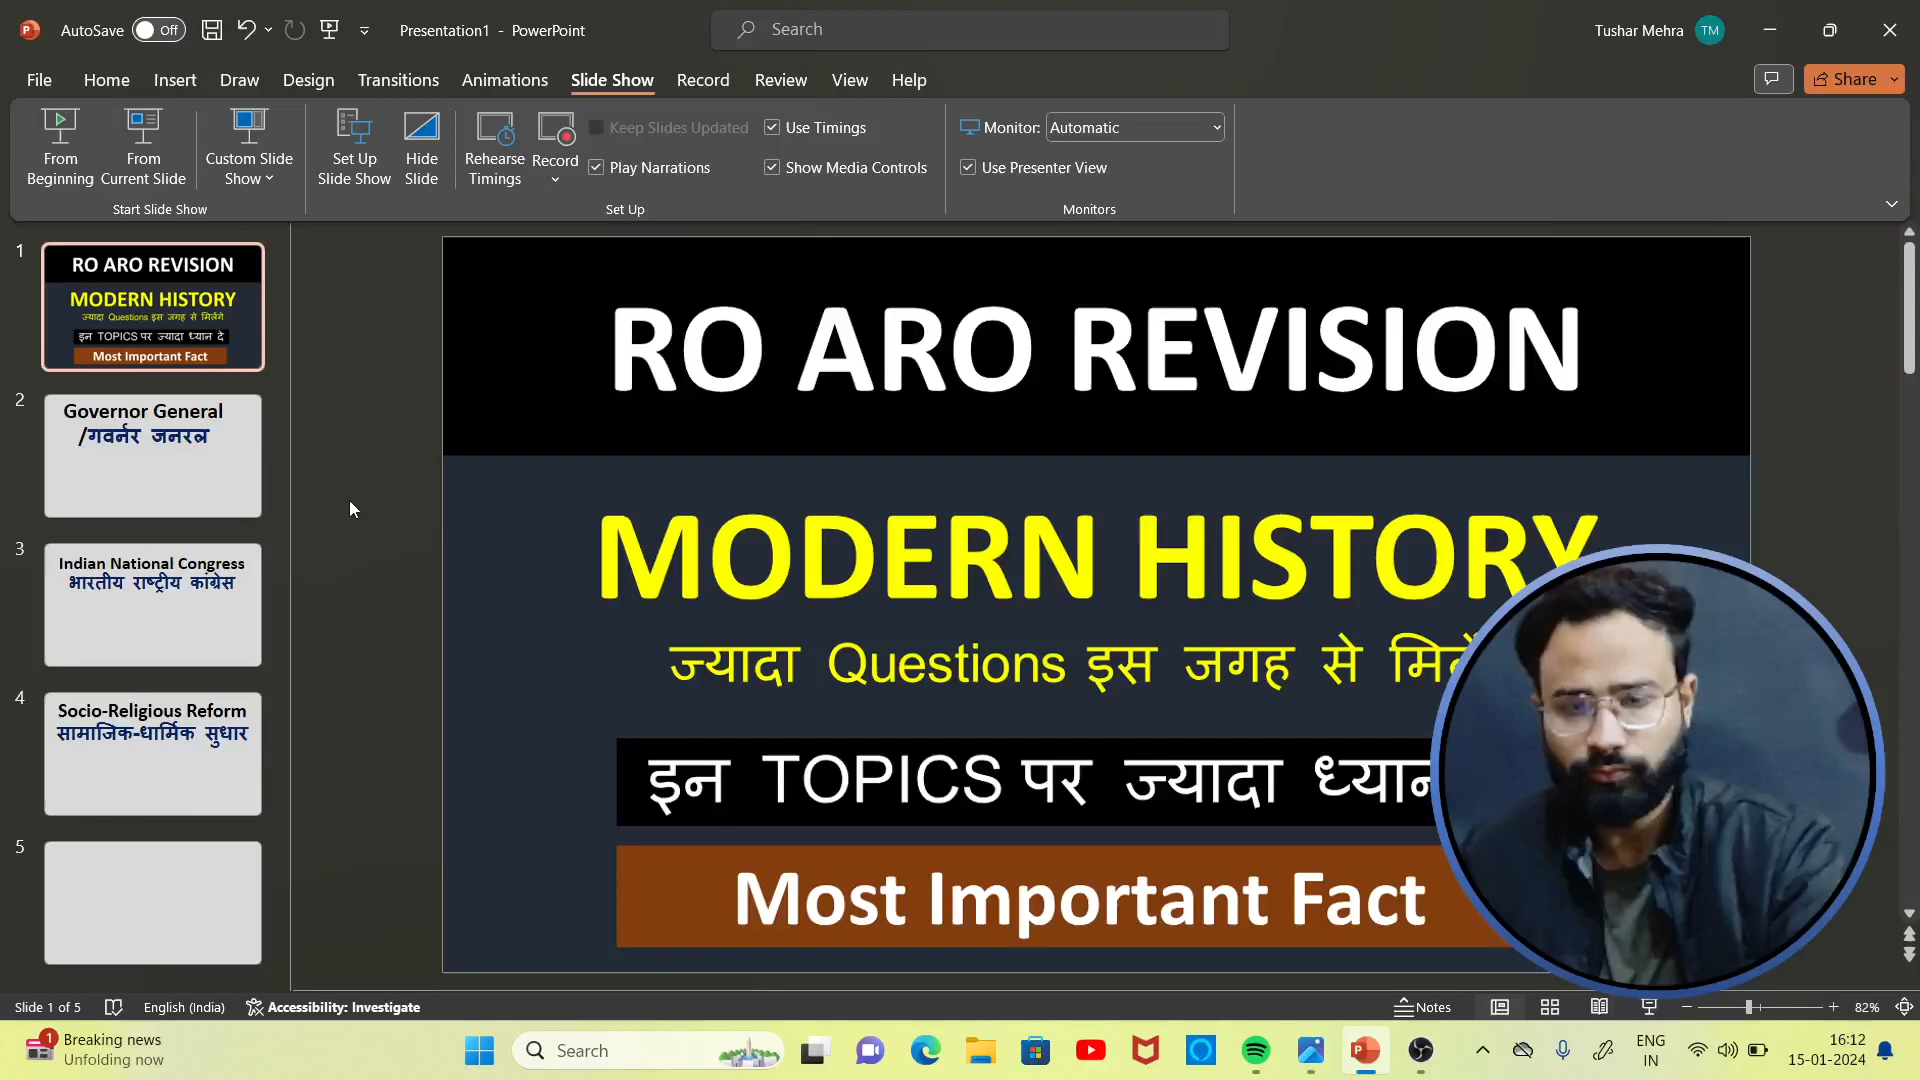 AutoSave Off
Presentation1 - PowerPoint
Search
Tushar Mehra TM
File Home Insert Draw Design Transitions Animations Slide Show Record Review View Help
Share
From Beginning
From Current Slide
Custom Slide Show
Set Up Slide Show
Hide Slide
Rehearse Timings
Record
Keep Slides Updated
Use Timings
Play Narrations
Show Media Controls
Monitor: Automatic
Use Presenter View
Start Slide Show
Set Up
Monitors
1
RO ARO REVISION
MODERN HISTORY
ज्यादा Questions इस जगह से मिलेंगे
इन TOPICS पर ज्यादा ध्यान दे
Most Important Fact
2
Governor General
/गवर्नर जनरल
3
Indian National Congress
भारतीय राष्ट्रीय कांग्रेस
4
Socio-Religious Reform
सामाजिक-धार्मिक सुधार
5
RO ARO REVISION
MODERN HISTORY
ज्यादा Questions इस जगह से
इन TOPICS पर ज्यादा ध्यान
Most Important Fact
Slide 1 of 5
English (India)
Accessibility: Investigate
Notes
82%
1
Breaking news
Unfolding now
Search
ENG
IN
16:12
15-01-2024